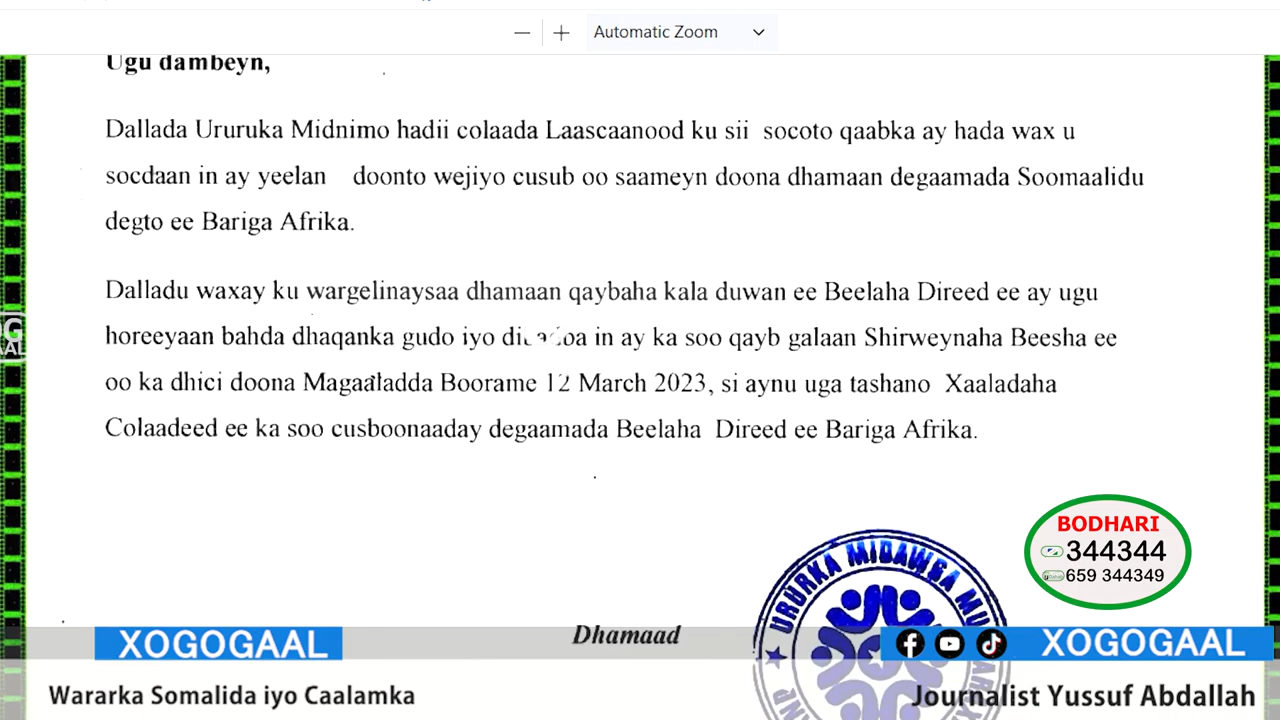 Automatic Zoom
Ugu dambeyn,
Dallada Ururuka Midnimo hadii colaada Laascaanood ku sii socoto qaabka ay hada wax u
socdaan in ay yeelan doonto wejiyo cusub oo saameyn doona dhamaan degaamada Soomaalidu
degto ee Bariga Afrika.
Dalladu waxay ku wargelinaysaa dhamaan qaybaha kala duwan ee Beelaha Direed ee ay ugu
horeeyaan bahda dhaqanka gudo iyo in ay ka soo qayb galaan Shirweynaha Beesha ee
oo ka dhici doona Magaaladda Boorame 12 March 2023, si aynu uga tashano Xaaladaha
Colaadeed ee ka soo cusboonaaday degaamada Beelaha Direed ee Bariga Afrika.
BODHARI
344344
659 344349
URURKA MIDAWGA
Dhamaad
XOGOGAAL
XOGOGAAL
Wararka Somalida iyo Caalamka
Journalist Yussuf Abdallah